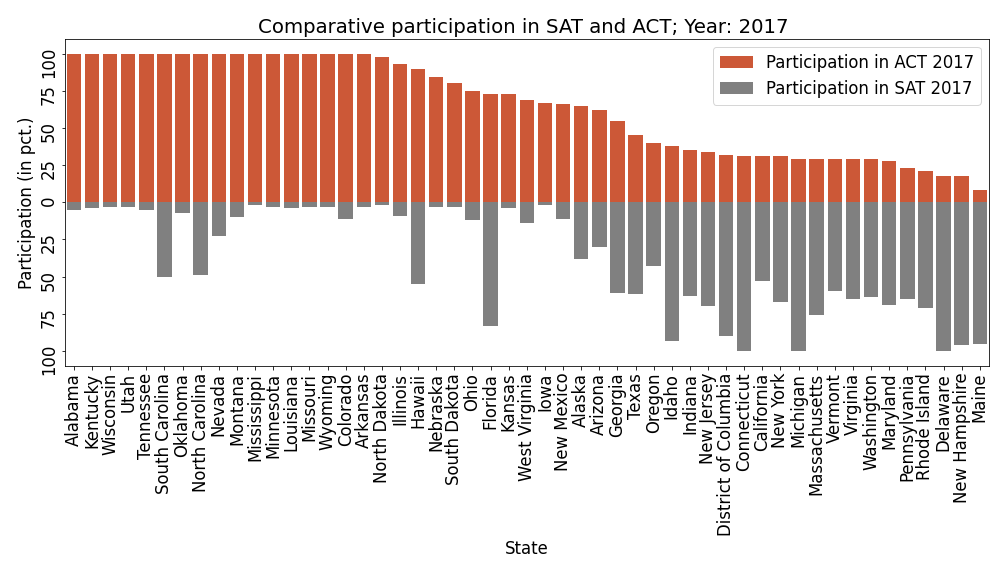 Comparative participation in SAT and ACT; Year: 2017
Participation in ACT 2017
Participation in SAT 2017
Participation (in pct.)
100
75
50
25
0
25
50
75
100
Alabama
Kentucky
Wisconsin
Utah
Tennessee
South Carolina
Oklahoma
North Carolina
Nevada
Montana
Mississippi
Minnesota
Louisiana
Missouri
Wyoming
Colorado
Arkansas
North Dakota
Illinois
Hawaii
Nebraska
South Dakota
Ohio
Florida
Kansas
West Virginia
Iowa
New Mexico
Alaska
Arizona
Georgia
Texas
Oregon
Idaho
Indiana
New Jersey
District of Columbia
Connecticut
California
New York
Michigan
Massachusetts
Vermont
Virginia
Washington
Maryland
Pennsylvania
Rhode Island
Delaware
New Hampshire
Maine
State